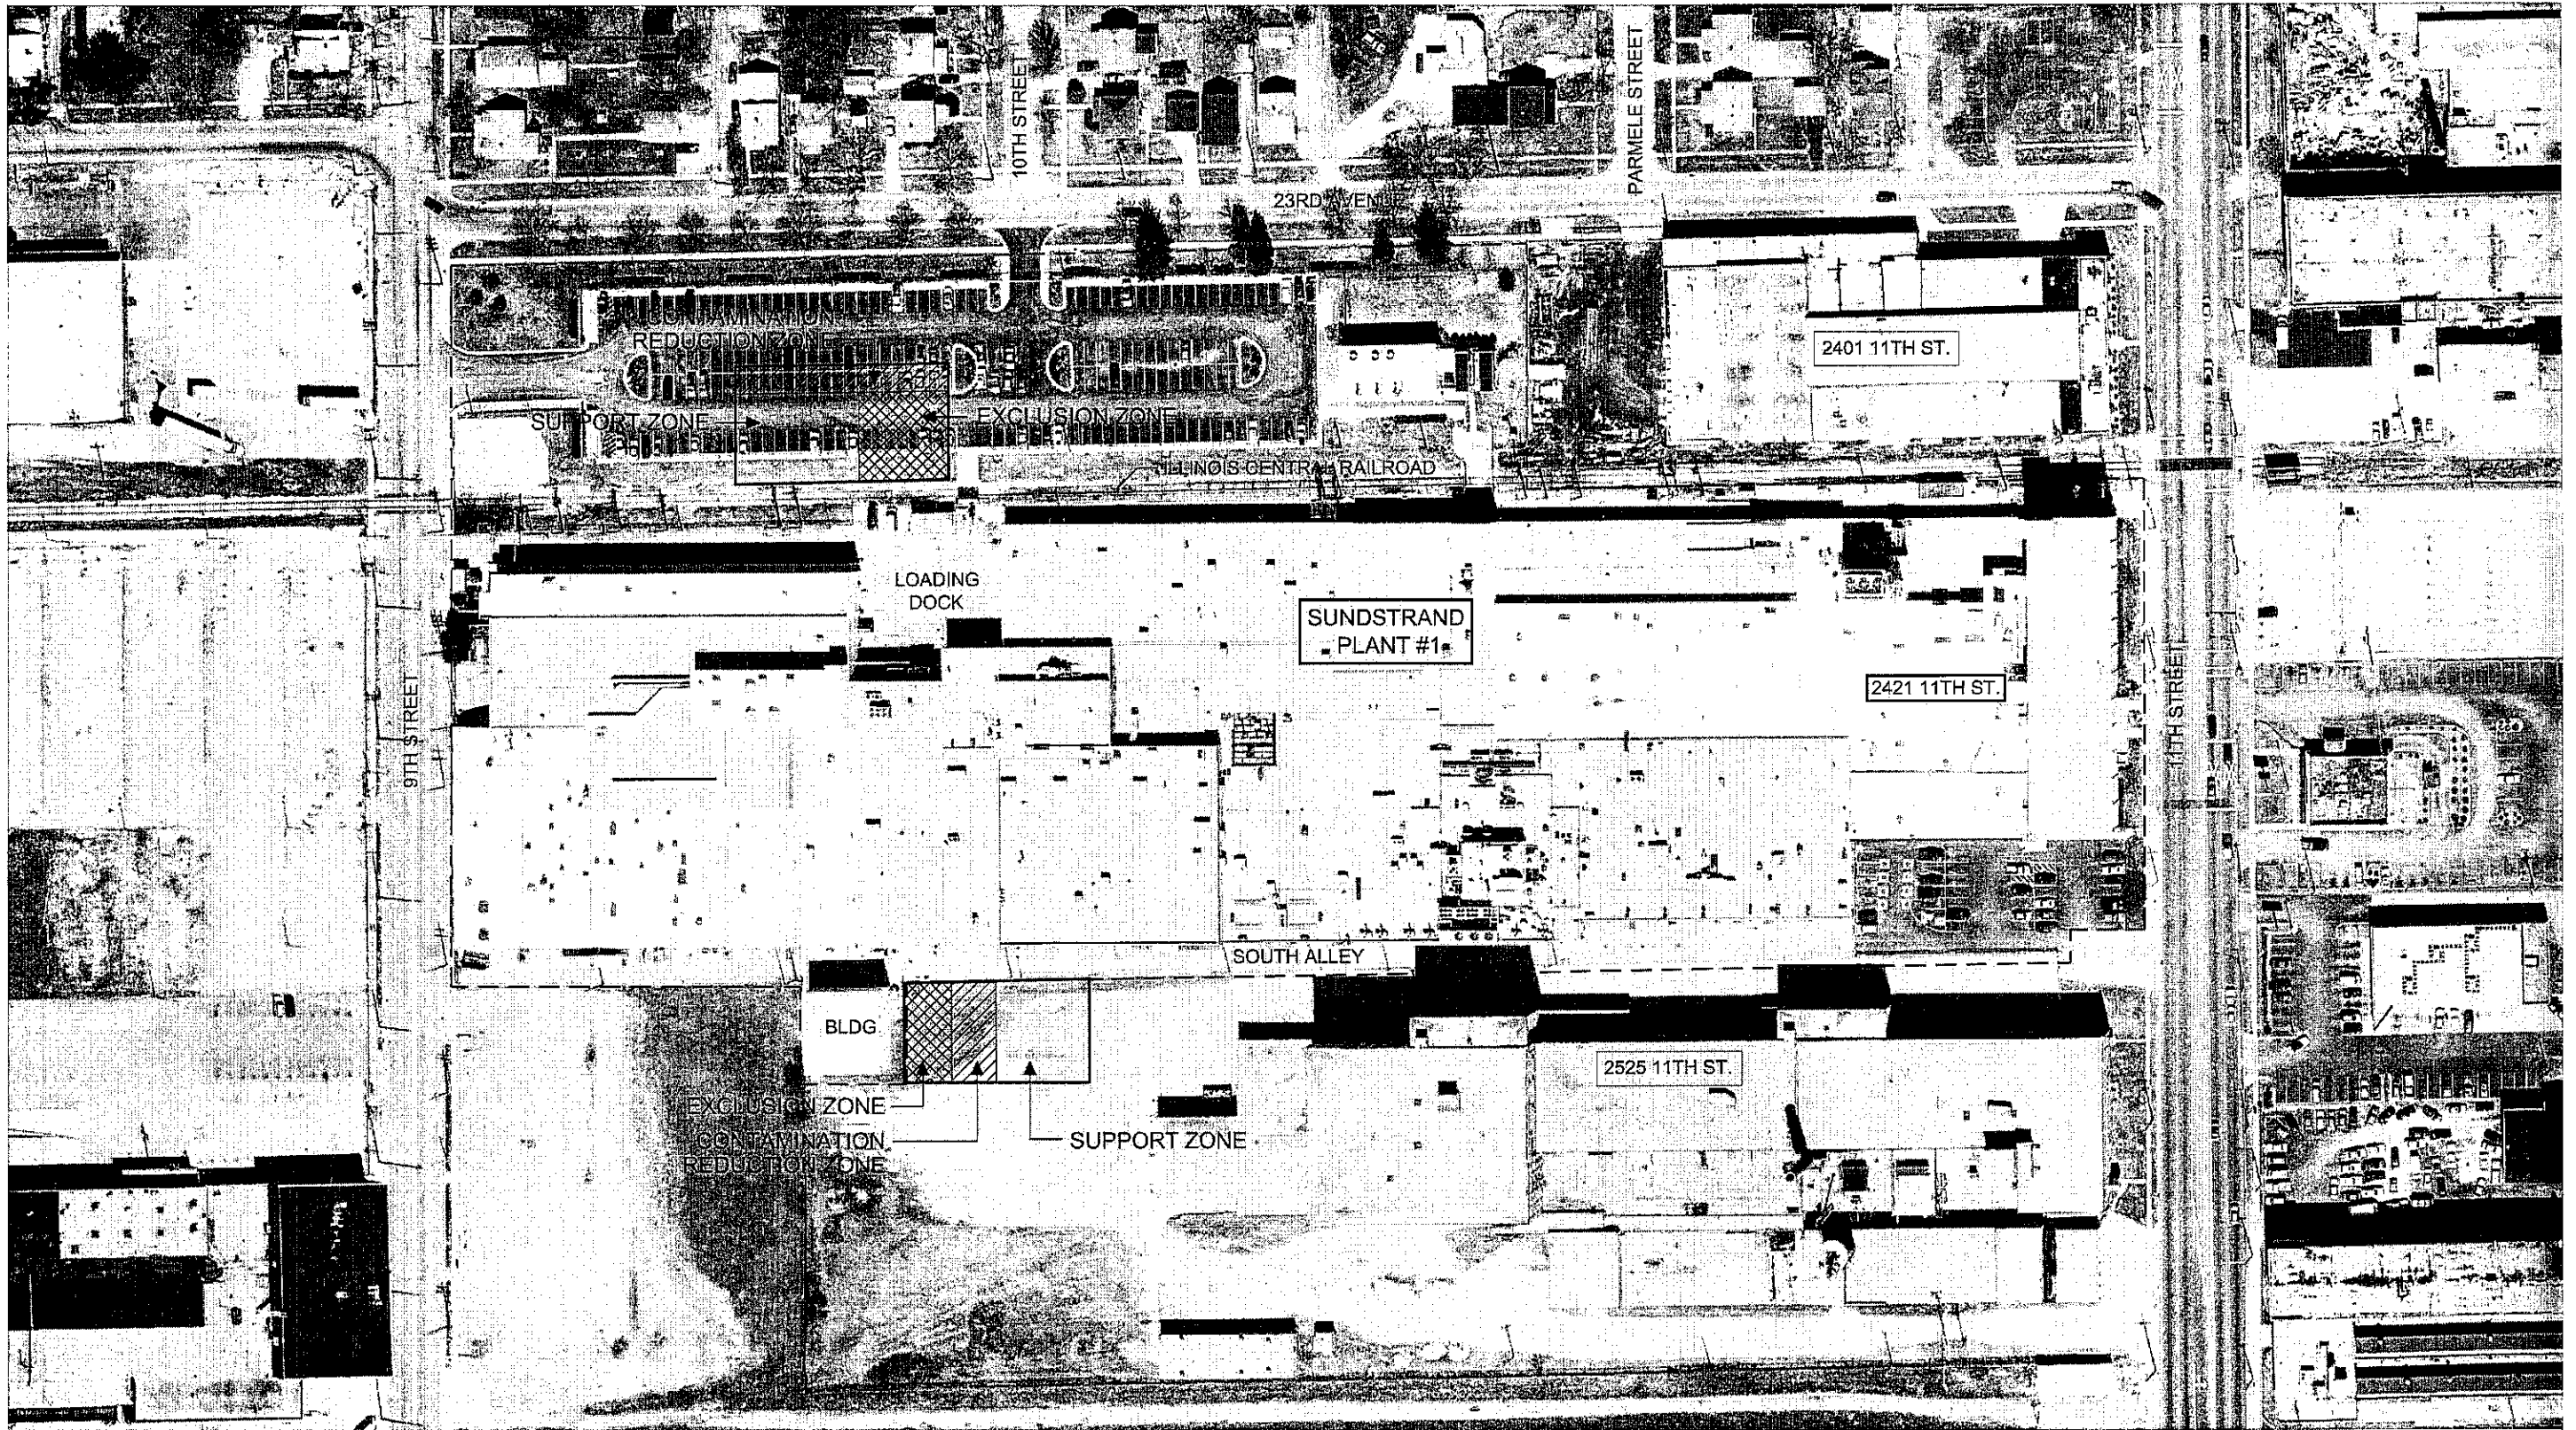 10TH STREET
PARMELE STREET
23RD AVENUE
CONTAMINATION
REDUCTION ZONE
2401 11TH ST.
SUPPORT ZONE
EXCLUSION ZONE
ILLINOIS CENTRAL RAILROAD
LOADING
DOCK
SUNDSTRAND
PLANT #1
2421 11TH ST.
9TH STREET
11TH STREET
SOUTH ALLEY
BLDG.
2525 11TH ST.
EXCLUSION ZONE
CONTAMINATION
REDUCTION ZONE
SUPPORT ZONE